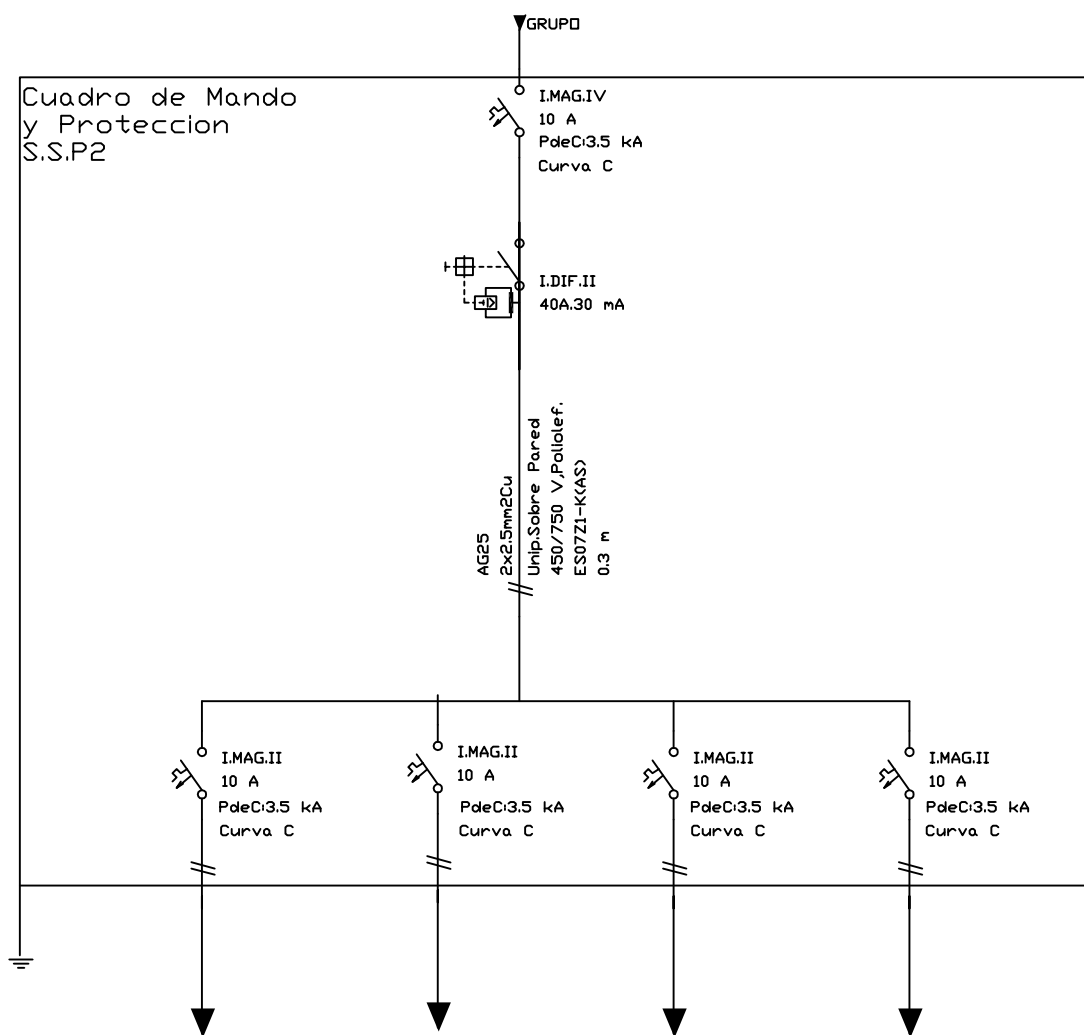 GRUPO
Cuadro de Mando
y Proteccion
S.S.P2
I.MAG.IV
10 A
PdeC:3.5 kA
Curva C
I.DIF.II
40A.30 mA
AG25
2x2.5mm2Cu
Unip.Sobre Pared
450/750 V,Poliolef.
ES07Z1-K(AS)
0.3 m
I.MAG.II
10 A
PdeC:3.5 kA
Curva C
I.MAG.II
10 A
PdeC:3.5 kA
Curva C
I.MAG.II
10 A
PdeC:3.5 kA
Curva C
I.MAG.II
10 A
PdeC:3.5 kA
Curva C